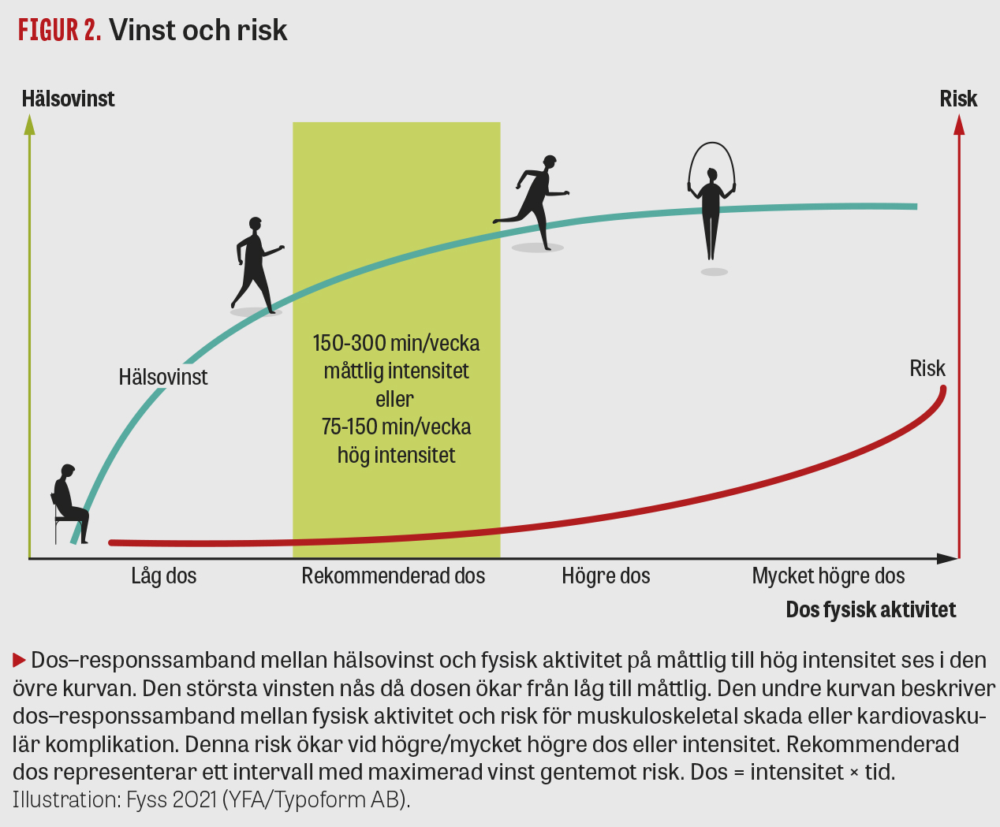 FIGUR 2. Vinst och risk
Hälsovinst
Risk
150-300 min/vecka
måttlig intensitet
eller
75-150 min/vecka
hög intensitet
Hälsovinst
Risk
Låg dos
Rekommenderad dos
Högre dos
Mycket högre dos
Dos fysisk aktivitet
▶ Dos–responssamband mellan hälsovinst och fysisk aktivitet på måttlig till hög intensitet ses i den
övre kurvan. Den största vinsten nås då dosen ökar från låg till måttlig. Den undre kurvan beskriver
dos–responssamband mellan fysisk aktivitet och risk för muskuloskeletal skada eller kardiovasku-
lär komplikation. Denna risk ökar vid högre/mycket högre dos eller intensitet. Rekommenderad
dos representerar ett intervall med maximerad vinst gentemot risk. Dos = intensitet × tid.
Illustration: Fyss 2021 (YFA/Typoform AB).